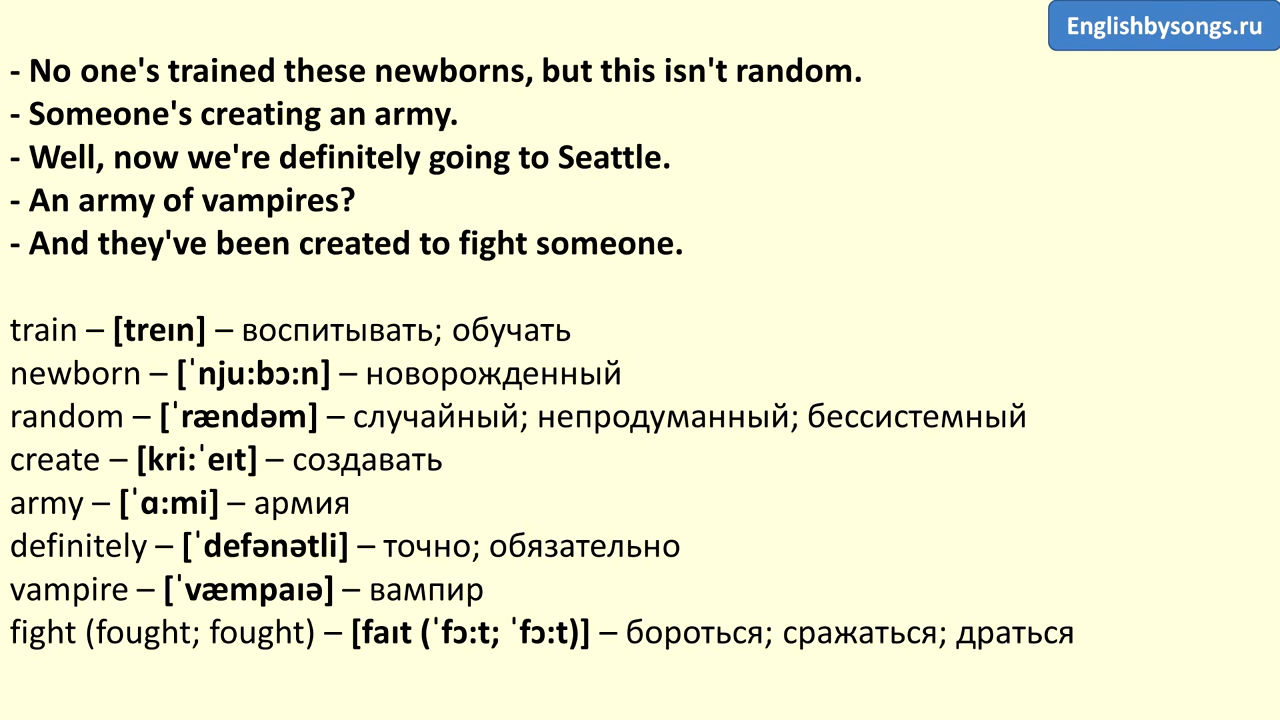 Englishbysongs.ru
- No one's trained these newborns, but this isn't random.
- Someone's creating an army.
- Well, now we're definitely going to Seattle.
- An army of vampires?
- And they've been created to fight someone.
train – [treɪn] – воспитывать; обучать
newborn – [ˈnju:bɔ:n] – новорожденный
random – [ˈrændəm] – случайный; непродуманный; бессистемный
create – [kri:ˈeɪt] – создавать
army – [ˈɑ:mi] – армия
definitely – [ˈdefənətli] – точно; обязательно
vampire – [ˈvæmpaɪə] – вампир
fight (fought; fought) – [faɪt (ˈfɔ:t; ˈfɔ:t)] – бороться; сражаться; драться